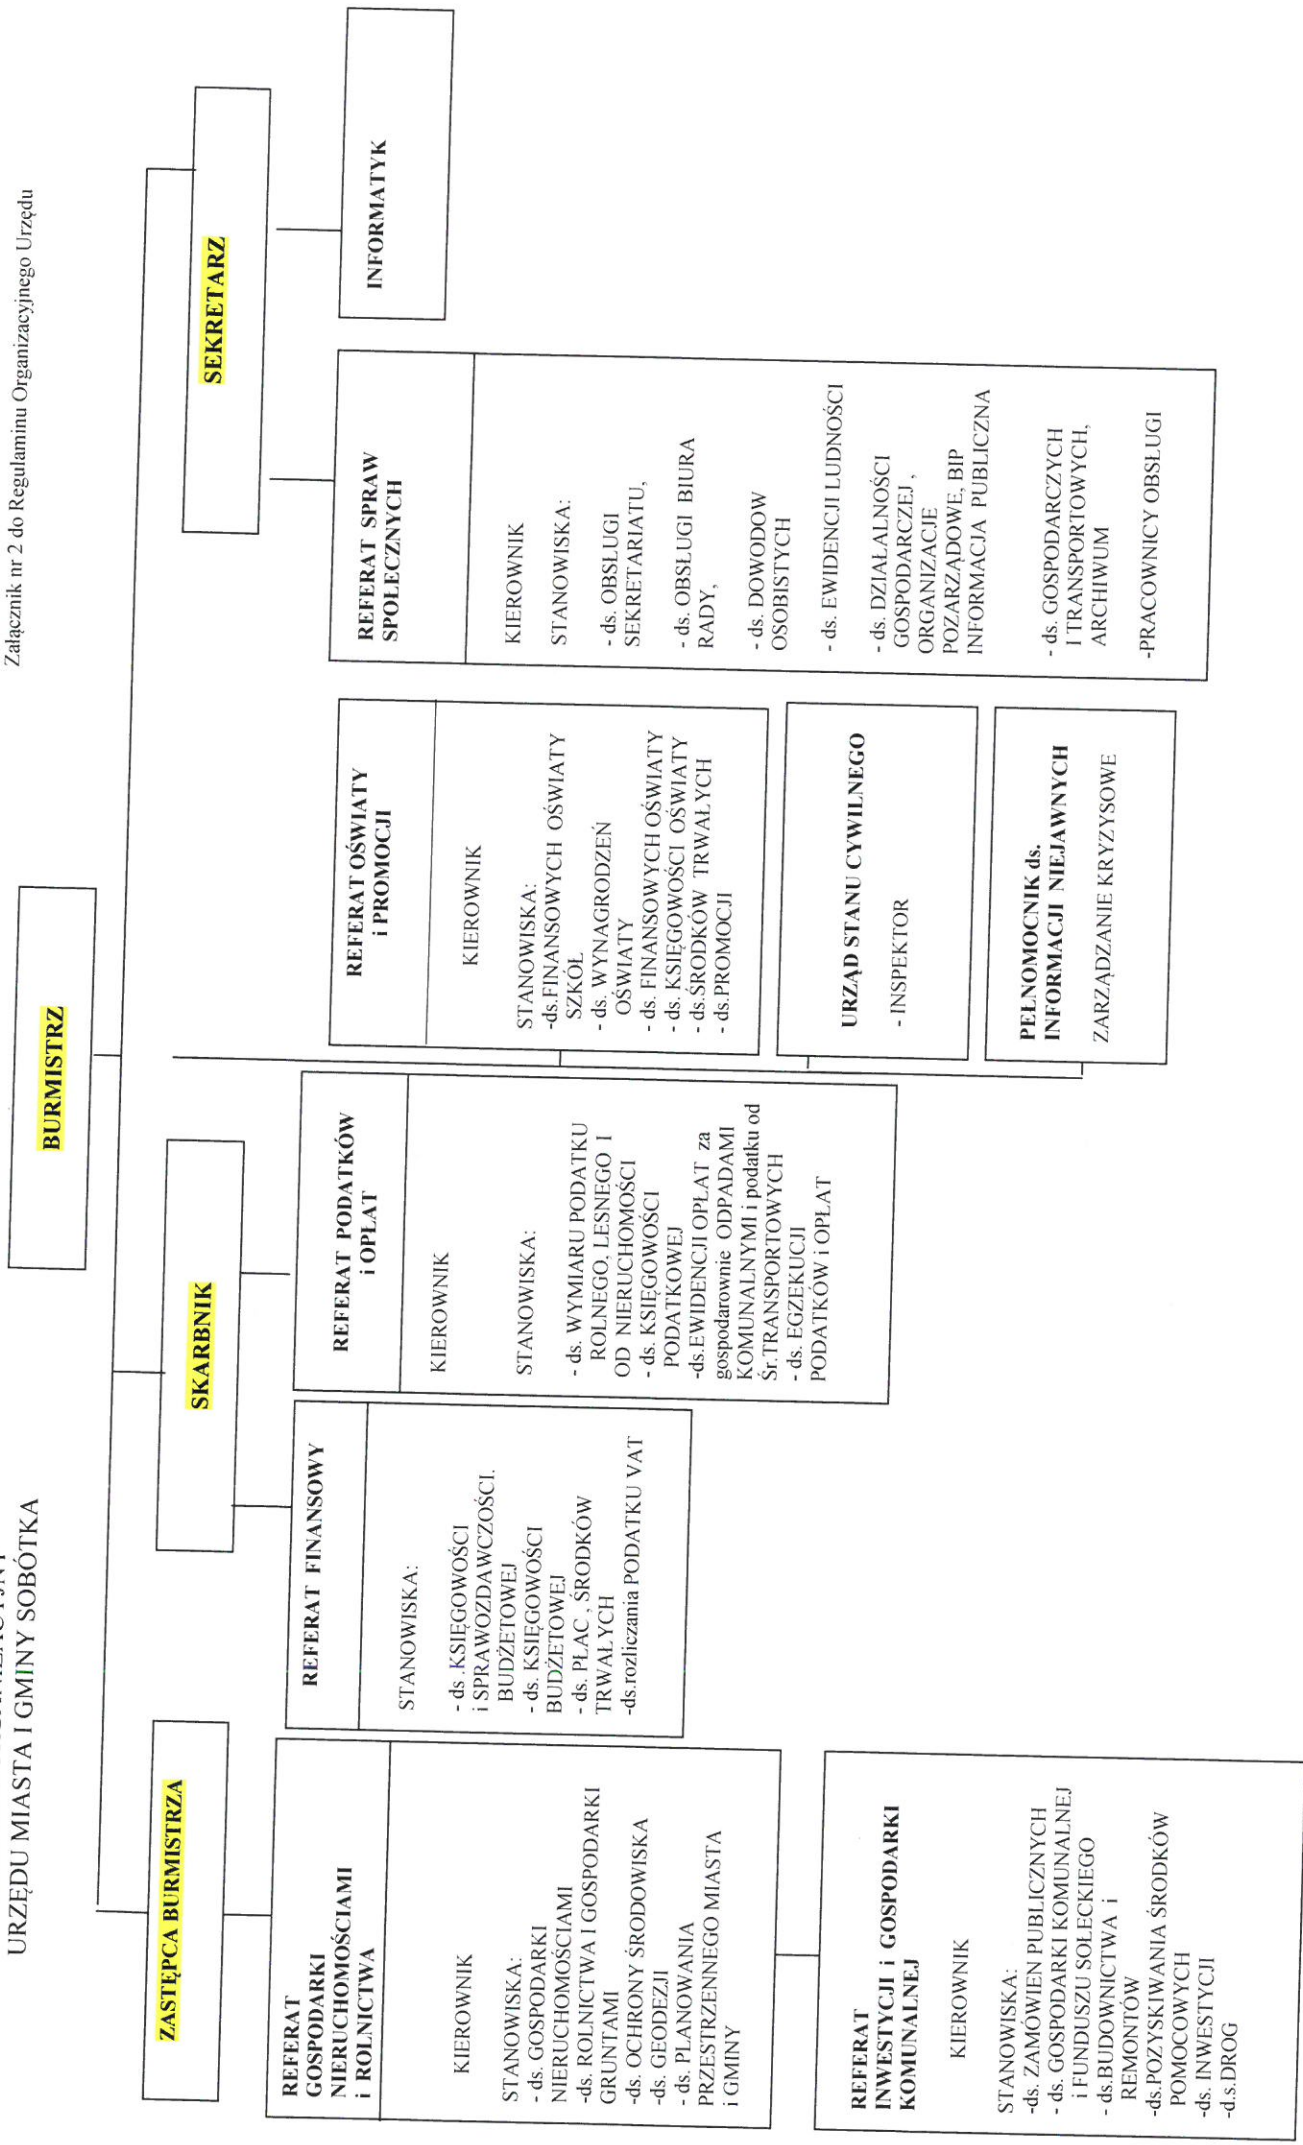 Załącznik nr 2 do Regulaminu Organizacyjnego Urzędu
URZĘDU MIASTA I GMINY SOBÓTKA
BURMISTRZ
ZASTĘPCA BURMISTRZA
SKARBNIK
SEKRETARZ
REFERAT
GOSPODARKI
NIERUCHOMOŚCIAMI
i ROLNICTWA
KIEROWNIK
STANOWISKA:
- ds. GOSPODARKI
NIERUCHOMOŚCIAMI
-ds. ROLNICTWA I GOSPODARKI
GRUNTAMI
-ds. OCHRONY ŚRODOWISKA
-ds. GEODEZJI
- ds. PLANOWANIA
PRZESTRZENNEGO MIASTA
i GMINY
REFERAT
INWESTYCJI i GOSPODARKI
KOMUNALNEJ
KIEROWNIK
STANOWISKA:
-ds. ZAMÓWIEN PUBLICZNYCH
- ds. GOSPODARKI KOMUNALNEJ
i FUNDUSZU SOŁECKIEGO
- ds.BUDOWNICTWA i
REMONTÓW
-ds.POZYSKIWANIA ŚRODKÓW
POMOCOWYCH
-ds. INWESTYCJI
-d.s.DROG
REFERAT FINANSOWY
STANOWISKA:
- ds .KSIĘGOWOŚCI
i SPRAWOZDAWCZOŚCI.
BUDŻETOWEJ
- ds. KSIĘGOWOŚCI
BUDŻETOWEJ
- ds. PŁAC , ŚRODKÓW
TRWAŁYCH
-ds.rozliczania PODATKU VAT
REFERAT PODATKÓW
i OPŁAT
KIEROWNIK
STANOWISKA:
- ds. WYMIARU PODATKU
ROLNEGO, LESNEGO I
OD NIERUCHOMOŚCI
- ds. KSIĘGOWOŚCI
PODATKOWEJ
-ds.EWIDENCJI OPŁAT za
gospodarownie ODPADAMI
KOMUNALNYMI i podatku od
Śr.TRANSPORTOWYCH
- ds. EGZEKUCJI
PODATKÓW i OPŁAT
REFERAT OŚWIATY
i PROMOCJI
KIEROWNIK
STANOWISKA:
-ds.FINANSOWYCH OŚWIATY
SZKÓŁ
- ds. WYNAGRODZEŃ
OŚWIATY
- ds. FINANSOWYCH OŚWIATY
- ds. KSIĘGOWOŚCI OŚWIATY
- ds.ŚRODKÓW TRWAŁYCH
- ds.PROMOCJI
URZĄD STANU CYWILNEGO
- INSPEKTOR
PEŁNOMOCNIK ds.
INFORMACJI NIEJAWNYCH
ZARZĄDZANIE KRYZYSOWE
REFERAT SPRAW
SPOŁECZNYCH
KIEROWNIK
STANOWISKA:
- ds. OBSŁUGI
SEKRETARIATU,
- ds. OBSŁUGI BIURA
RADY,
- ds. DOWODOW
OSOBISTYCH
- ds. EWIDENCJI LUDNOŚCI
- ds. DZIAŁALNOŚCI
GOSPODARCZEJ ,
ORGANIZACJE
POZARZĄDOWE, BIP
INFORMACJA PUBLICZNA
- ds. GOSPODARCZYCH
I TRANSPORTOWYCH,
ARCHIWUM
-PRACOWNICY OBSŁUGI
INFORMATYK